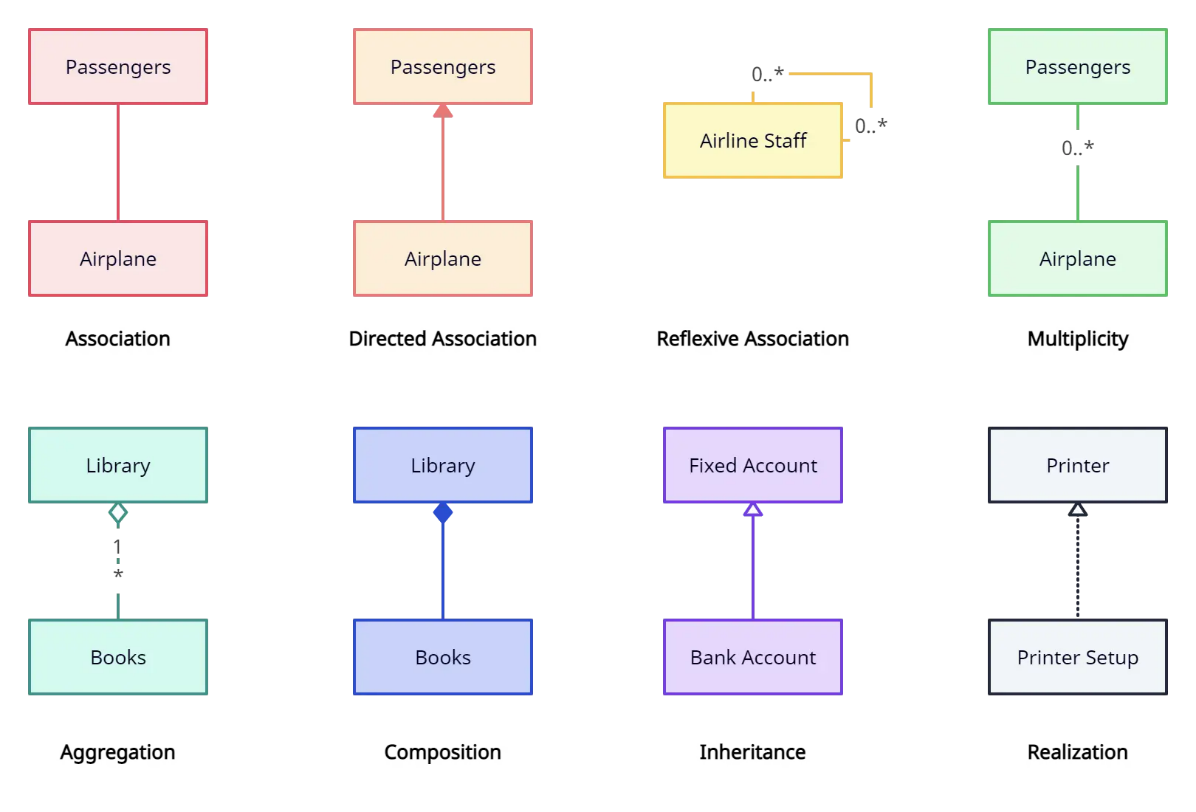 Passengers
Airplane
Association
Passengers
Airplane
Directed Association
0..*
0..*
Airline Staff
Reflexive Association
Passengers
0..*
Airplane
Multiplicity
Library
1
*
Books
Aggregation
Library
Books
Composition
Fixed Account
Bank Account
Inheritance
Printer
Printer Setup
Realization